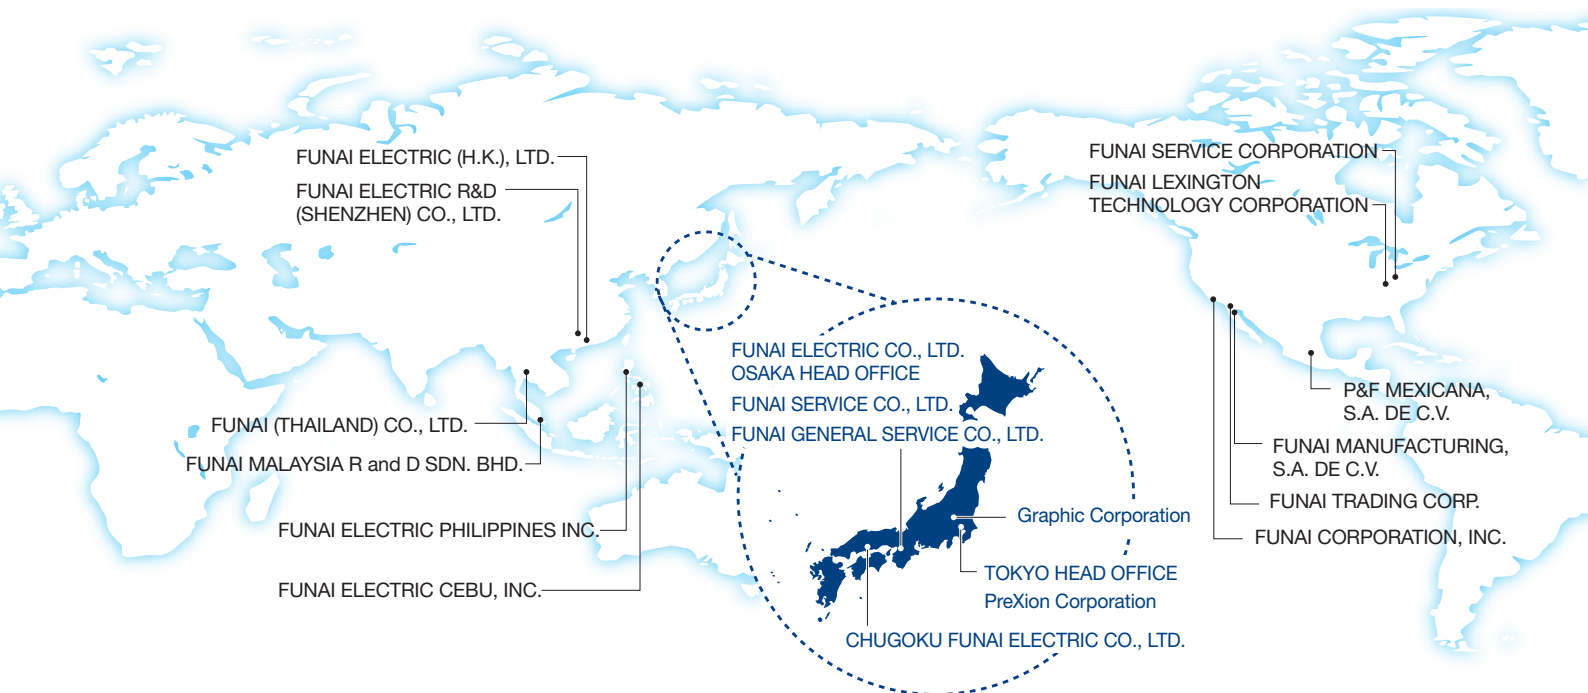 FUNAI ELECTRIC (H.K.), LTD.
FUNAI ELECTRIC R&D
(SHENZHEN) CO., LTD.
FUNAI (THAILAND) CO., LTD.
FUNAI MALAYSIA R and D SDN. BHD.
FUNAI ELECTRIC PHILIPPINES INC.
FUNAI ELECTRIC CEBU, INC.
FUNAI ELECTRIC CO., LTD.
OSAKA HEAD OFFICE
FUNAI SERVICE CO., LTD.
FUNAI GENERAL SERVICE CO., LTD.
Graphic Corporation
TOKYO HEAD OFFICE
PreXion Corporation
CHUGOKU FUNAI ELECTRIC CO., LTD.
FUNAI SERVICE CORPORATION
FUNAI LEXINGTON
TECHNOLOGY CORPORATION
P&F MEXICANA,
S.A. DE C.V.
FUNAI MANUFACTURING,
S.A. DE C.V.
FUNAI TRADING CORP.
FUNAI CORPORATION, INC.